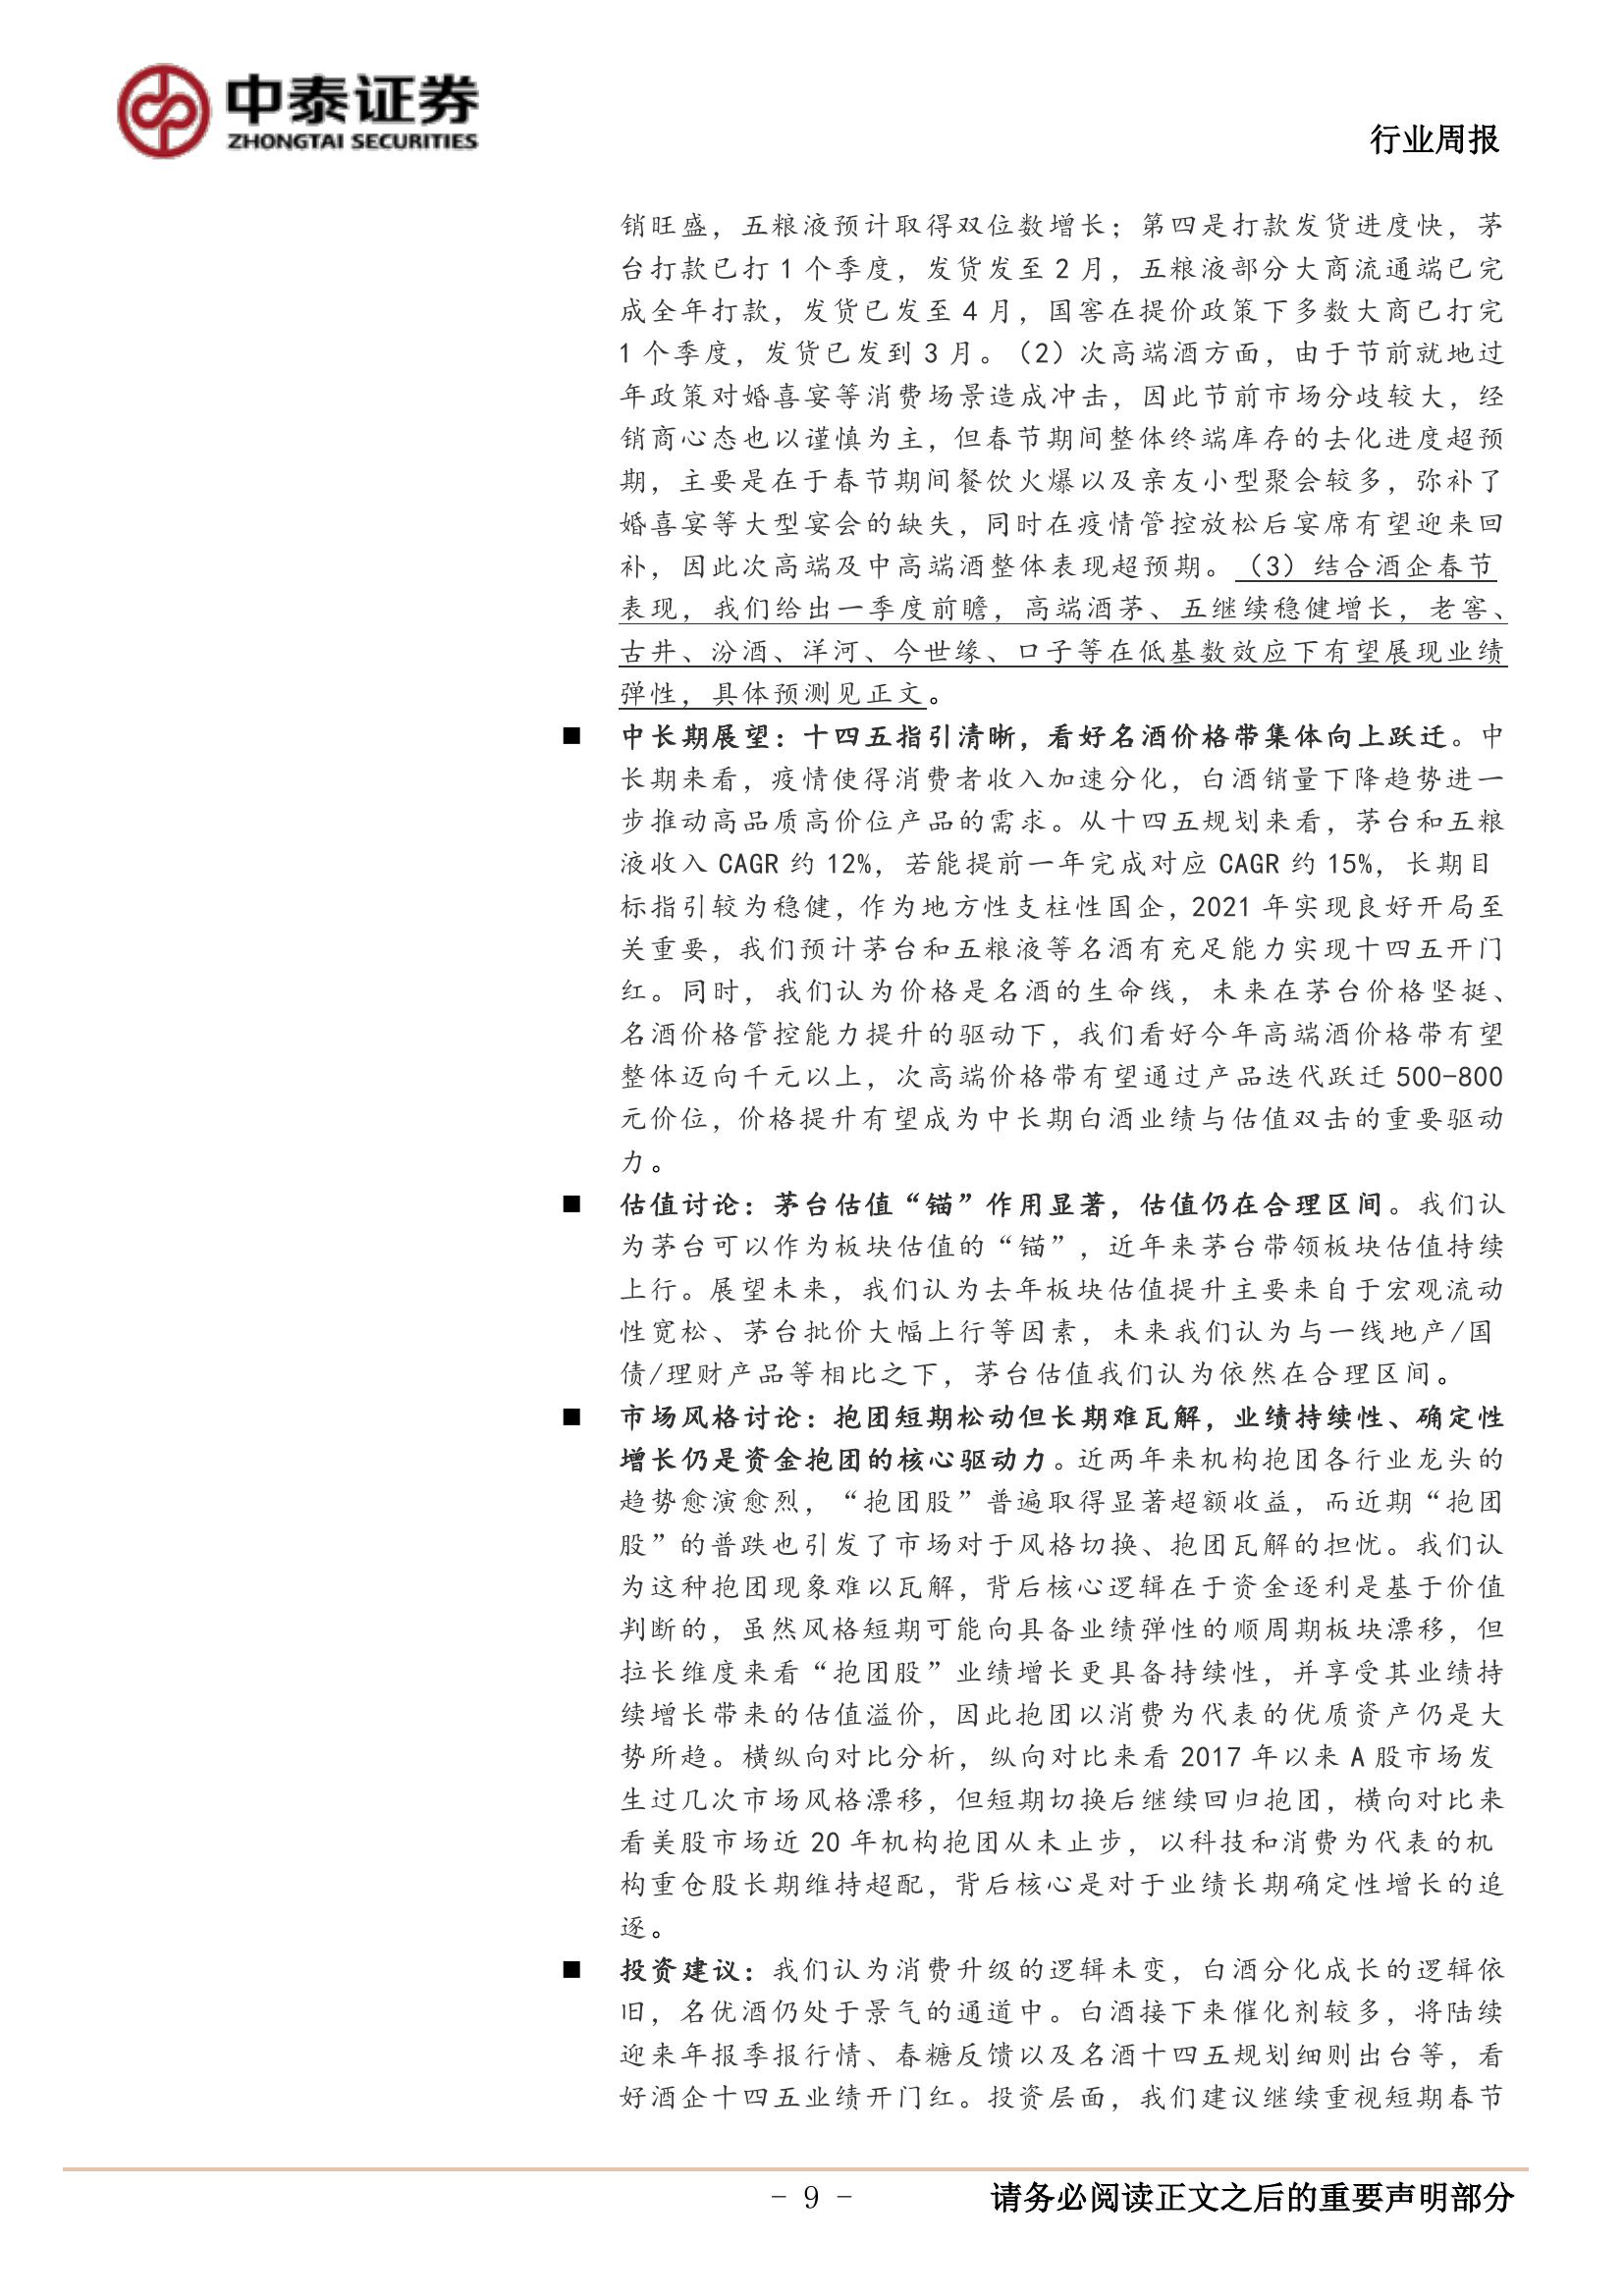 中泰证券
ZHONGTAI SECURITIES
行业周报
销旺盛，五粮液预计取得双位数增长；第四是打款发货进度快，茅
台打款已打 1 个季度，发货发至 2 月，五粮液部分大商流通端已完
成全年打款，发货已发至 4 月，国窖在提价政策下多数大商已打完
1 个季度，发货已发到 3 月。（2）次高端酒方面，由于节前就地过
年政策对婚喜宴等消费场景造成冲击，因此节前市场分歧较大，经
销商心态也以谨慎为主，但春节期间整体终端库存的去化进度超预
期，主要是在于春节期间餐饮火爆以及亲友小型聚会较多，弥补了
婚喜宴等大型宴会的缺失，同时在疫情管控放松后宴席有望迎来回
补，因此次高端及中高端酒整体表现超预期。（3）结合酒企春节
表现，我们给出一季度前瞻，高端酒茅、五继续稳健增长，老窖、
古井、汾酒、洋河、今世缘、口子等在低基数效应下有望展现业绩
弹性，具体预测见正文。
■ 中长期展望：十四五指引清晰，看好名酒价格带集体向上跃迁。中
长期来看，疫情使得消费者收入加速分化，白酒销量下降趋势进一
步推动高品质高价位产品的需求。从十四五规划来看，茅台和五粮
液收入 CAGR 约 12%，若能提前一年完成对应 CAGR 约 15%，长期目
标指引较为稳健，作为地方性支柱性国企，2021 年实现良好开局至
关重要，我们预计茅台和五粮液等名酒有充足能力实现十四五开门
红。同时，我们认为价格是名酒的生命线，未来在茅台价格坚挺、
名酒价格管控能力提升的驱动下，我们看好今年高端酒价格带有望
整体迈向千元以上，次高端价格带有望通过产品迭代跃迁 500-800
元价位，价格提升有望成为中长期白酒业绩与估值双击的重要驱动
力。
■ 估值讨论：茅台估值“锚”作用显著，估值仍在合理区间。我们认
为茅台可以作为板块估值的“锚”，近年来茅台带领板块估值持续
上行。展望未来，我们认为去年板块估值提升主要来自于宏观流动
性宽松、茅台批价大幅上行等因素，未来我们认为与一线地产/国
债/理财产品等相比之下，茅台估值我们认为依然在合理区间。
■ 市场风格讨论：抱团短期松动但长期难瓦解，业绩持续性、确定性
增长仍是资金抱团的核心驱动力。近两年来机构抱团各行业龙头的
趋势愈演愈烈，“抱团股”普遍取得显著超额收益，而近期“抱团
股”的普跌也引发了市场对于风格切换、抱团瓦解的担忧。我们认
为这种抱团现象难以瓦解，背后核心逻辑在于资金逐利是基于价值
判断的，虽然风格短期可能向具备业绩弹性的顺周期板块漂移，但
拉长维度来看“抱团股”业绩增长更具备持续性，并享受其业绩持
续增长带来的估值溢价，因此抱团以消费为代表的优质资产仍是大
势所趋。横纵向对比分析，纵向对比来看 2017 年以来 A 股市场发
生过几次市场风格漂移，但短期切换后继续回归抱团，横向对比来
看美股市场近 20 年机构抱团从未止步，以科技和消费为代表的机
构重仓股长期维持超配，背后核心是对于业绩长期确定性增长的追
逐。
■ 投资建议：我们认为消费升级的逻辑未变，白酒分化成长的逻辑依
旧，名优酒仍处于景气的通道中。白酒接下来催化剂较多，将陆续
迎来年报季报行情、春糖反馈以及名酒十四五规划细则出台等，看
好酒企十四五业绩开门红。投资层面，我们建议继续重视短期春节
- 9 -
请务必阅读正文之后的重要声明部分